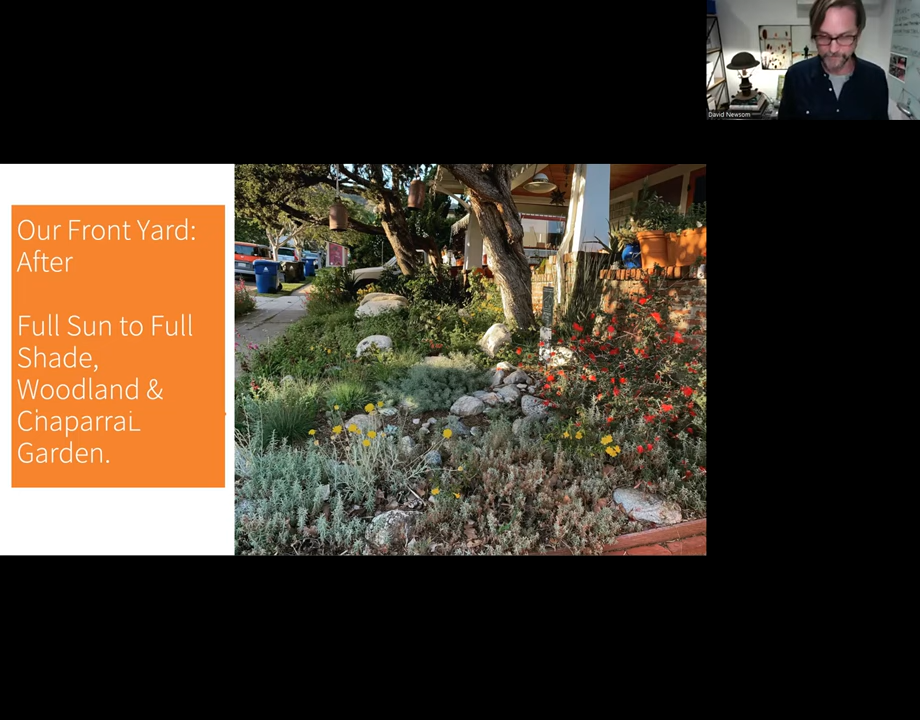 David Newsom
Our Front Yard:
After
Full Sun to Full
Shade,
Woodland &
Chaparral
Garden.